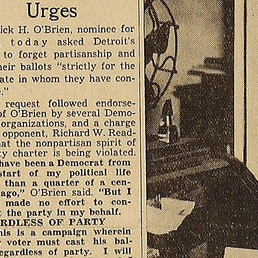 Urges
ick H. O'Brien, nominee for
today asked Detroit's
to forget partisanship and
heir ballots "strictly for the
ate in whom they have con-
e."
request followed endorse-
of O'Brien by several Demo-
organizations, and a charge
opponent, Richard W. Read-
hat the nonpartisan spirit of
ty charter is being violated.
have been a Democrat from
start of my political life
than a quarter of a cen-
ago," O'Brien said. "But I
made no effort to con-
t the party in my behalf.
RDLESS OF PARTY
his is a campaign wherein
voter must cast his bal-
egardless of party. I will